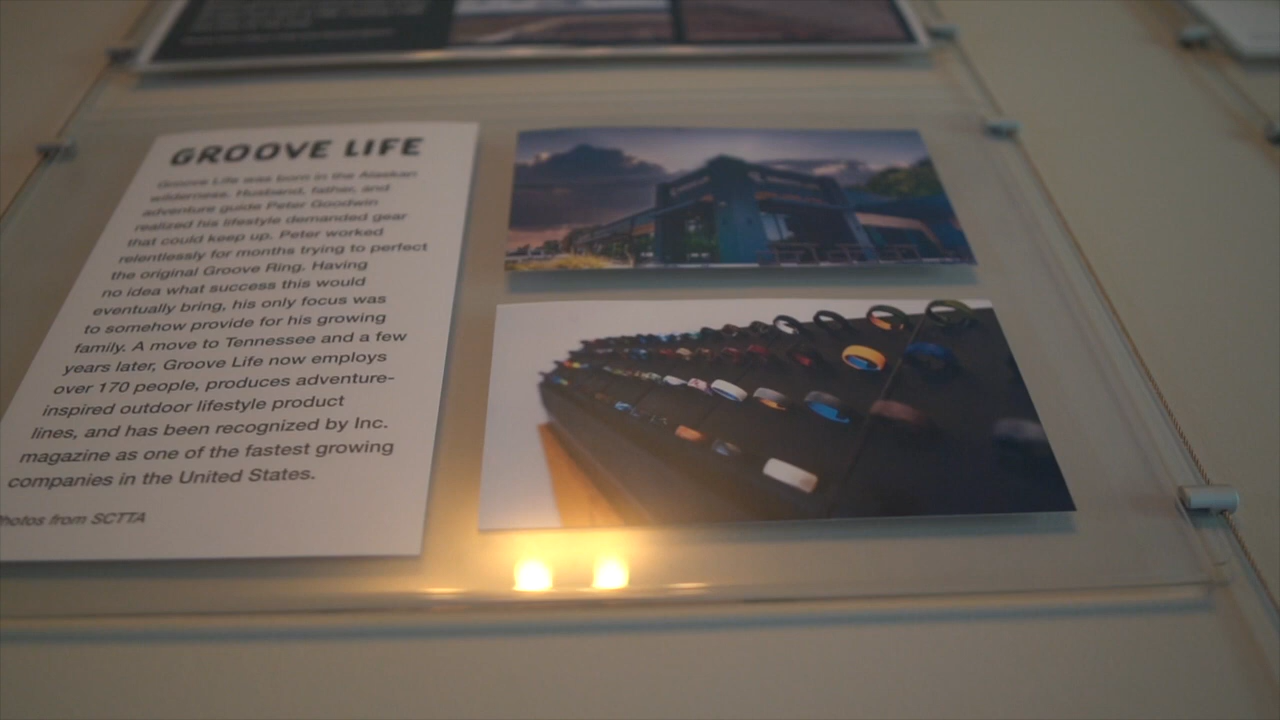 GROOVE LIFE
Groove Life was born in the Alaskan
wilderness. Husband, father, and
adventure guide Peter Goodwin
realized his lifestyle demanded gear
that could keep up. Peter worked
relentlessly for months trying to perfect
the original Groove Ring. Having
no idea what success this would
eventually bring, his only focus was
to somehow provide for his growing
family. A move to Tennessee and a few
years later, Groove Life now employs
over 170 people, produces adventure-
inspired outdoor lifestyle product
lines, and has been recognized by Inc.
magazine as one of the fastest growing
companies in the United States.
Photos from SCTTA